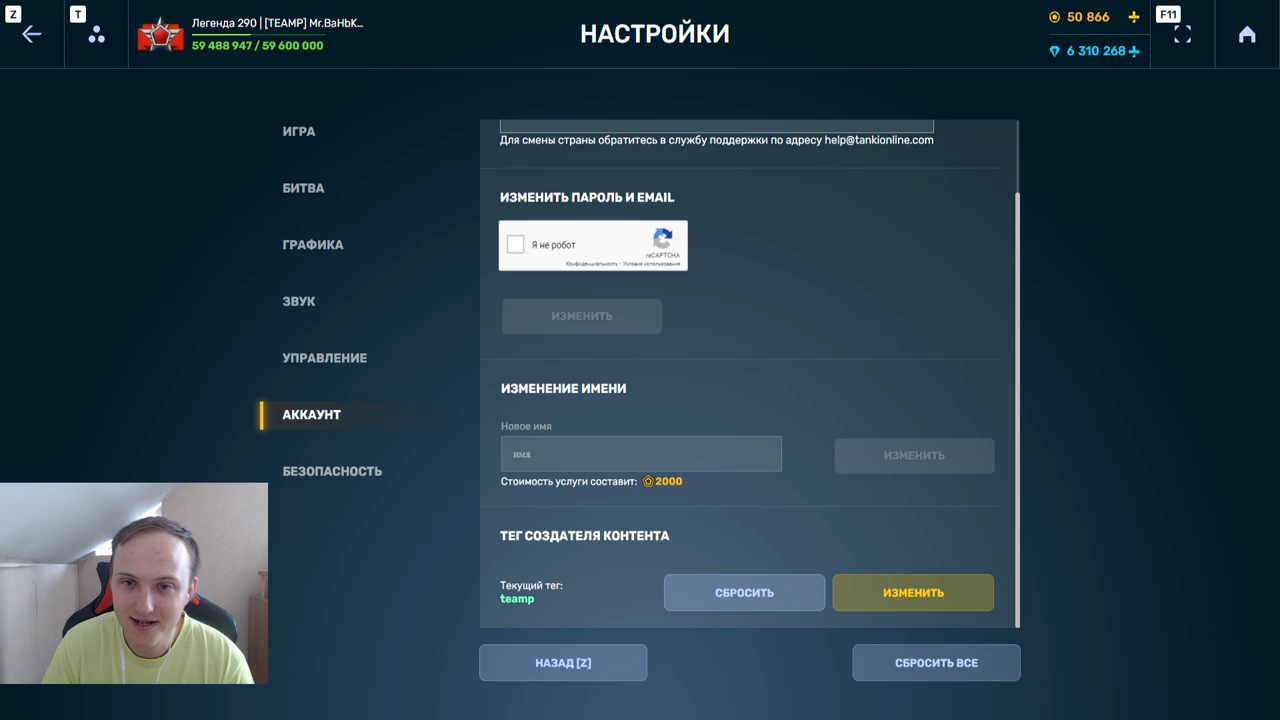 Z
T
Легенда 290 | [TEAMP] Mr.BaHbK...
59 488 947 / 59 600 000
НАСТРОЙКИ
50 866
6 310 268
F11
ИГРА
БИТВА
ГРАФИКА
ЗВУК
УПРАВЛЕНИЕ
АККАУНТ
БЕЗОПАСНОСТЬ
Для смены страны обратитесь в службу поддержки по адресу help@tankionline.com
ИЗМЕНИТЬ ПАРОЛЬ И EMAIL
Я не робот
reCAPTCHA
Конфиденциальность - Условия использования
ИЗМЕНИТЬ
ИЗМЕНЕНИЕ ИМЕНИ
Новое имя
имя
ИЗМЕНИТЬ
Стоимость услуги составит: 2000
ТЕГ СОЗДАТЕЛЯ КОНТЕНТА
Текущий тег:
teamp
СБРОСИТЬ
ИЗМЕНИТЬ
НАЗАД [Z]
СБРОСИТЬ ВСЕ